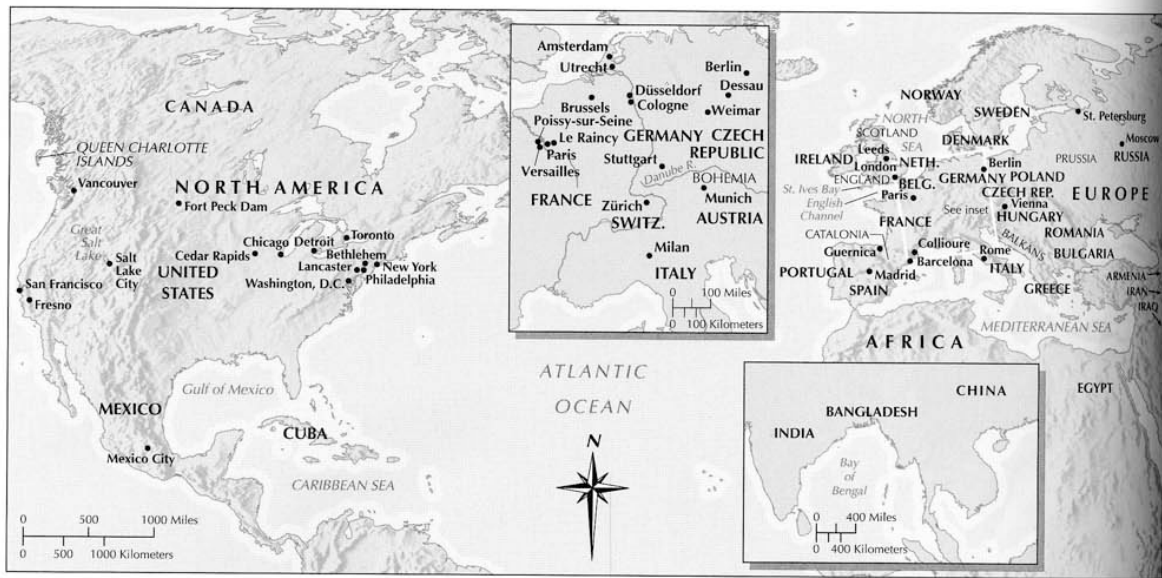 CANADA
QUEEN CHARLOTTE
ISLANDS
Vancouver
NORTH AMERICA
Fort Peck Dam
Great
Salt
Lake
Salt
Lake
City
Cedar Rapids
Chicago
Detroit
Toronto
Bethlehem
Lancaster
New York
Philadelphia
Washington, D.C.
UNITED
STATES
San Francisco
Fresno
Gulf of Mexico
MEXICO
Mexico City
CUBA
CARIBBEAN SEA
0 500 1000 Miles
0 500 1000 Kilometers
Amsterdam
Utrecht
Berlin
Düsseldorf
Dessau
Cologne
Brussels
Weimar
Poissy-sur-Seine
Le Raincy
Paris
Versailles
GERMANY
CZECH
REPUBLIC
Stuttgart
Danube R.
BOHEMIA
Munich
FRANCE
Zürich
SWITZ.
AUSTRIA
Milan
ITALY
0 100 Miles
0 100 Kilometers
ATLANTIC
OCEAN
N
NORWAY
SWEDEN
St. Petersburg
NORTH
SEA
SCOTLAND
DENMARK
Moscow
RUSSIA
Leeds
IRELAND
London
NETH.
PRUSSIA
ENGLAND
Berlin
BELG.
GERMANY
POLAND
St. Ives Bay
English
Channel
Paris
CZECH REP.
EUROPE
Vienna
See inset
HUNGARY
FRANCE
ROMANIA
CATALONIA
BALKANS
BULGARIA
Guernica
Collioure
Rome
Barcelona
ITALY
PORTUGAL
Madrid
SPAIN
GREECE
ARMENIA
IRAN
IRAQ
MEDITERRANEAN SEA
AFRICA
EGYPT
CHINA
BANGLADESH
INDIA
Bay
of
Bengal
0 400 Miles
0 400 Kilometers